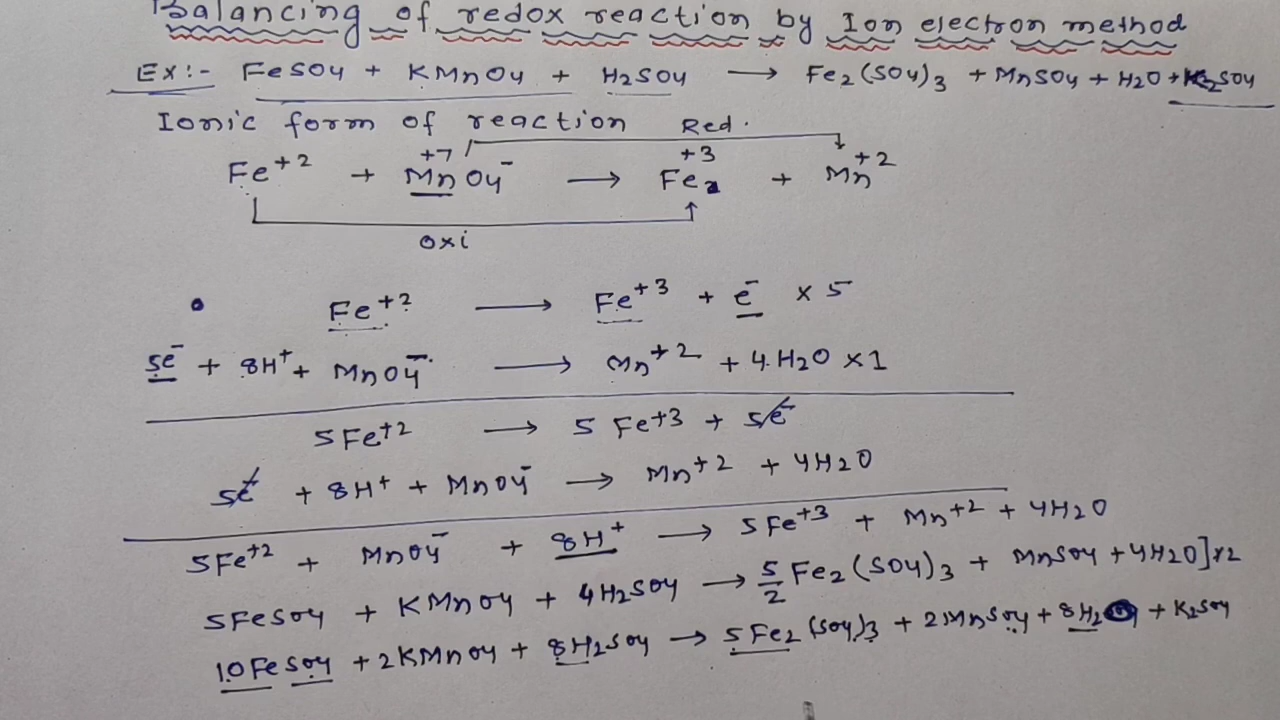 Balancing of redox reaction by Ion electron method
Ex:- FeSO4 + KMnO4 + H2SO4 ⟶ Fe2(SO4)3 + MnSO4 + H2O + K2SO4
Ionic form of reaction Red.
+7 +3
Fe+2 + MnO4- ⟶ Fe2 + Mn+2
oxi
Fe+2 ⟶ Fe+3 + e- × 5
5e- + 8H+ + MnO4- ⟶ Mn+2 + 4H2O ×1
5Fe+2 ⟶ 5Fe+3 + 5e-
5e- + 8H+ + MnO4- ⟶ Mn+2 + 4H2O
5Fe+2 + MnO4- + 8H+ ⟶ 5Fe+3 + Mn+2 + 4H2O
5FeSO4 + KMnO4 + 4H2SO4 ⟶ 5/2 Fe2(SO4)3 + MnSO4 + 4H2O]×2
10FeSO4 + 2KMnO4 + 8H2SO4 ⟶ 5Fe2(SO4)3 + 2MnSO4 + 8H2O + K2SO4